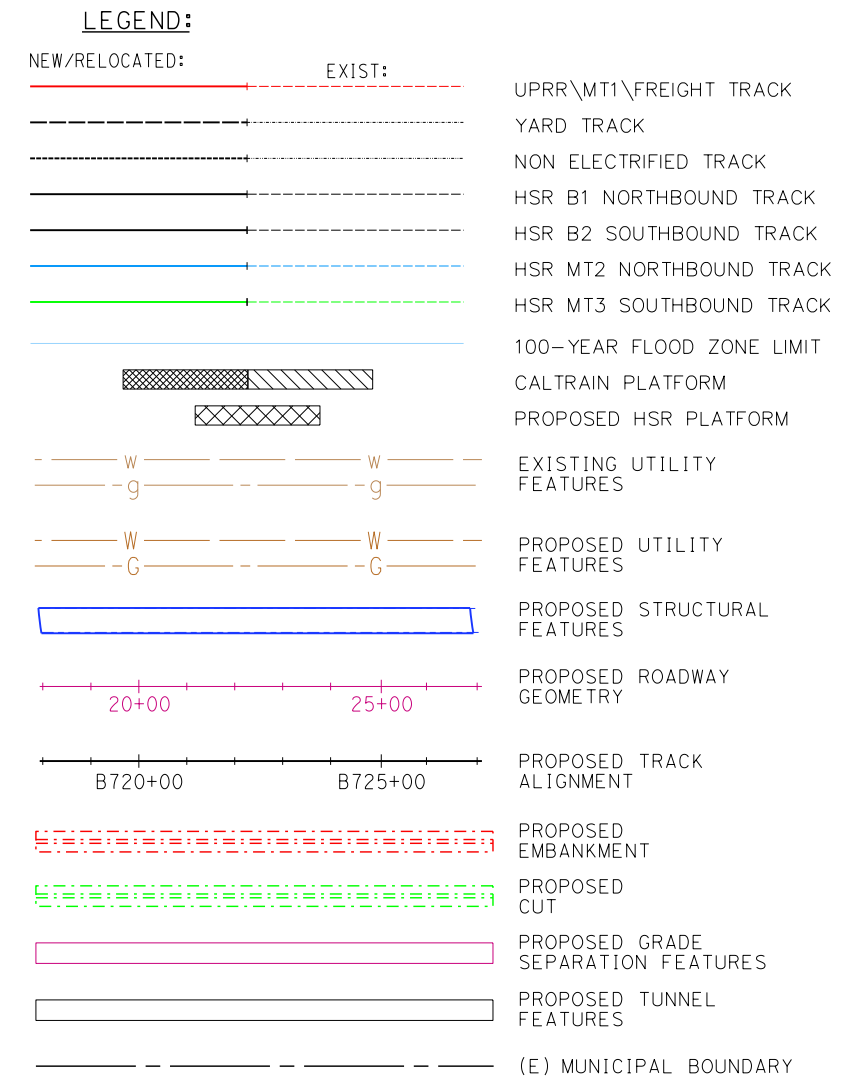 LEGEND:
NEW/RELOCATED:
EXIST:
UPRR\MT1\FREIGHT TRACK
YARD TRACK
NON ELECTRIFIED TRACK
HSR B1 NORTHBOUND TRACK
HSR B2 SOUTHBOUND TRACK
HSR MT2 NORTHBOUND TRACK
HSR MT3 SOUTHBOUND TRACK
100-YEAR FLOOD ZONE LIMIT
CALTRAIN PLATFORM
PROPOSED HSR PLATFORM
w w
g g
EXISTING UTILITY
FEATURES
W W
G G
PROPOSED UTILITY
FEATURES
PROPOSED STRUCTURAL
FEATURES
20+00 25+00
PROPOSED ROADWAY
GEOMETRY
B720+00 B725+00
PROPOSED TRACK
ALIGNMENT
PROPOSED
EMBANKMENT
PROPOSED
CUT
PROPOSED GRADE
SEPARATION FEATURES
PROPOSED TUNNEL
FEATURES
(E) MUNICIPAL BOUNDARY